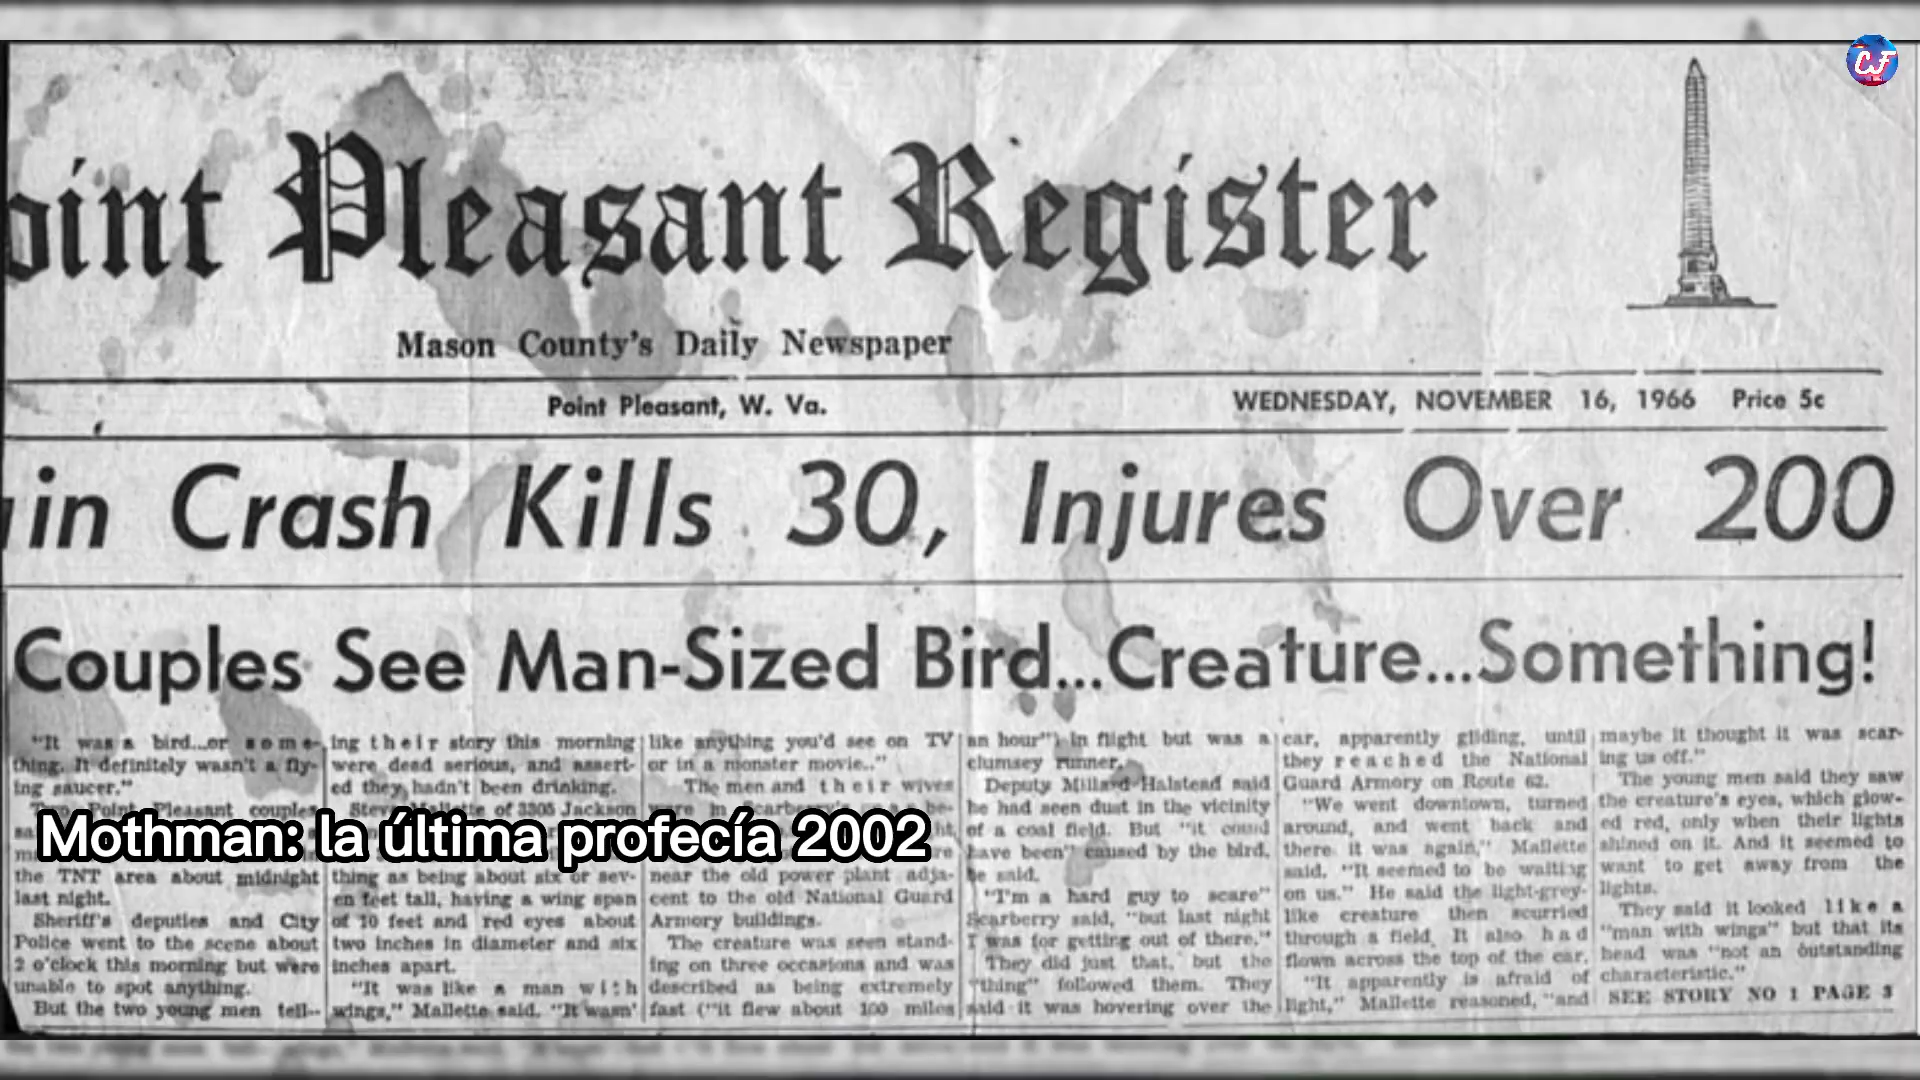 oint Pleasant Register
Mason County's Daily Newspaper
Point Pleasant, W. Va.
WEDNESDAY, NOVEMBER 16, 1966 Price 5c
in Crash Kills 30, Injures Over 200
Couples See Man-Sized Bird...Creature...Something!
"It was a bird...or some-
thing. It definitely wasn't a fly-
ing saucer."
Two Point Pleasant couples
the TNT area about midnight
last night.
Sheriff's deputies and City
Police went to the scene about
2 o'clock this morning but were
unable to spot anything.
But the two young men tell-
ing their story this morning
were dead serious, and assert-
ed they hadn't been drinking.
Steve Mallette of 3305 Jackson
thing as being about six or sev-
en feet tall, having a wing span
of 10 feet and red eyes about
two inches in diameter and six
inches apart.
"It was like a man with
wings," Mallette said. "It wasn't
like anything you'd see on TV
or in a monster movie..."
The men and their wives
were in Scarberry's
near the old power plant adja-
cent to the old National Guard
Armory buildings.
The creature was seen stand-
ing on three occasions and was
described as being extremely
fast ("it flew about 100 miles
an hour") in flight but was a
clumsey runner.
Deputy Millard Halstead said
he had seen dust in the vicinity
of a coal field. But "it could
have been" caused by the bird,
he said.
"I'm a hard guy to scare"
Scarberry said, "but last night
I was for getting out of there."
They did just that, but the
"thing" followed them. They
said it was hovering over the
car, apparently gliding, until
they reached the National
Guard Armory on Route 62.
"We went downtown, turned
around, and went back and
there it was again," Mallette
said. "It seemed to be waiting
on us." He said the light-grey-
like creature then scurried
through a field. It also had
flown across the top of the car.
"It apparently is afraid of
light," Mallette reasoned, "and
maybe it thought it was scar-
ing us off."
The young men said they saw
the creature's eyes, which glow-
ed red, only when their lights
shined on it. And it seemed to
want to get away from the
lights.
They said it looked like a
"man with wings" but that its
head was "not an outstanding
characteristic."
SEE STORY NO 1 PAGE 3
Mothman: la última profecía 2002
CJ